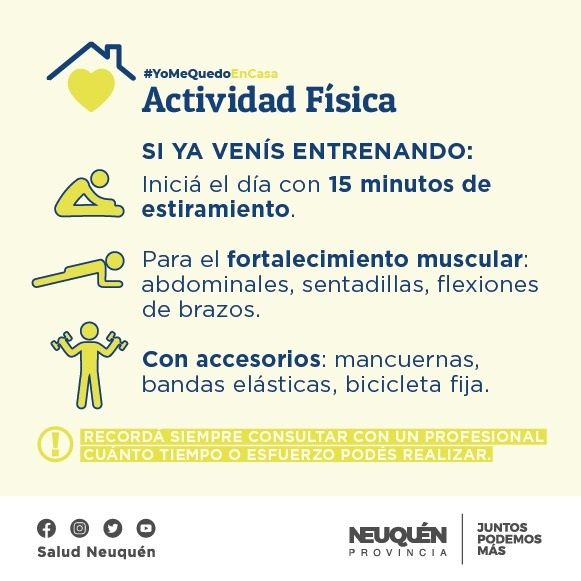 #YoMeQuedoEnCasa
Actividad Física
SI YA VENÍS ENTRENANDO:
Iniciá el día con 15 minutos de
estiramiento.
Para el fortalecimiento muscular:
abdominales, sentadillas, flexiones
de brazos.
Con accesorios: mancuernas,
bandas elásticas, bicicleta fija.
RECORDÁ SIEMPRE CONSULTAR CON UN PROFESIONAL
CUÁNTO TIEMPO O ESFUERZO PODÉS REALIZAR.
Salud Neuquén
NEUQUÉN
PROVINCIA
JUNTOS
PODEMOS
MÁS